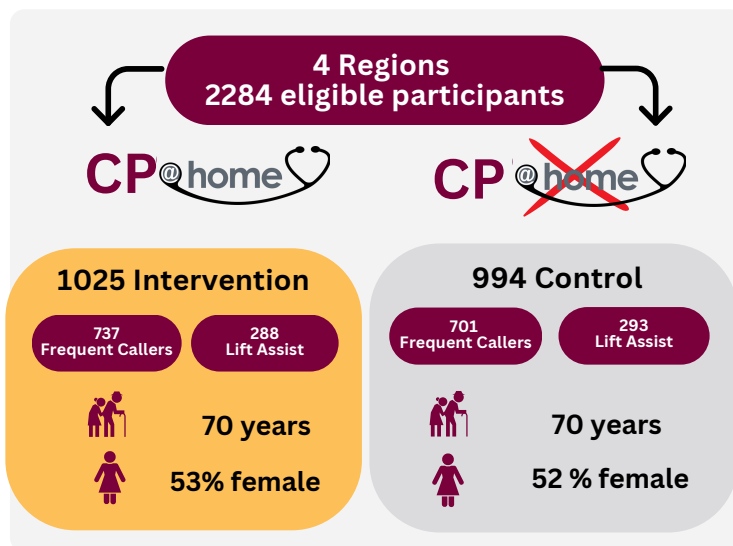 4 Regions
2284 eligible participants
CP@home
CP@home
1025 Intervention
737
Frequent Callers
288
Lift Assist
70 years
53% female
994 Control
701
Frequent Callers
293
Lift Assist
70 years
52 % female